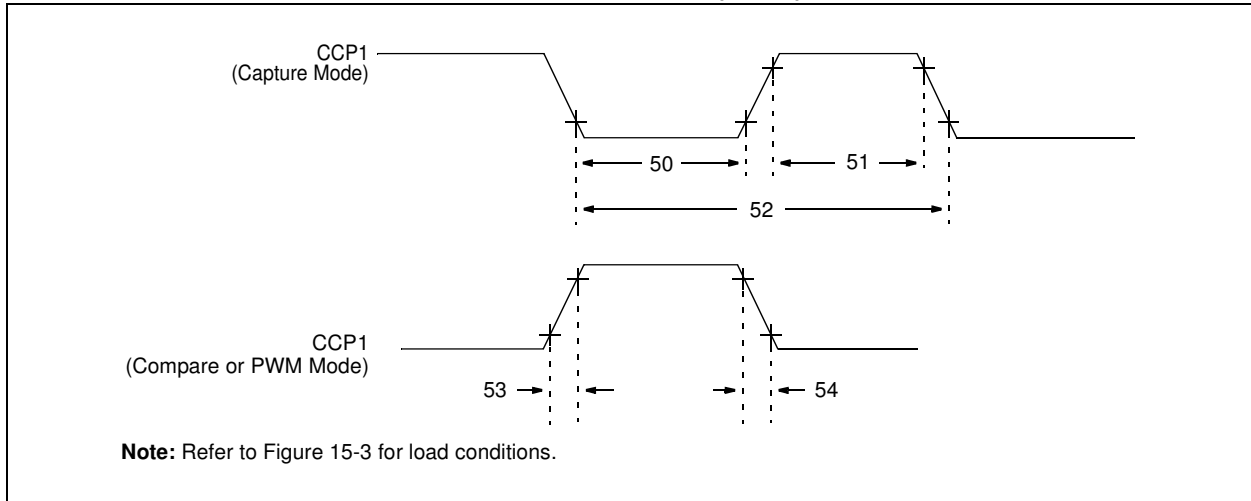 CCP1
(Capture Mode)
50
51
52
CCP1
(Compare or PWM Mode)
53
54
Note: Refer to Figure 15-3 for load conditions.